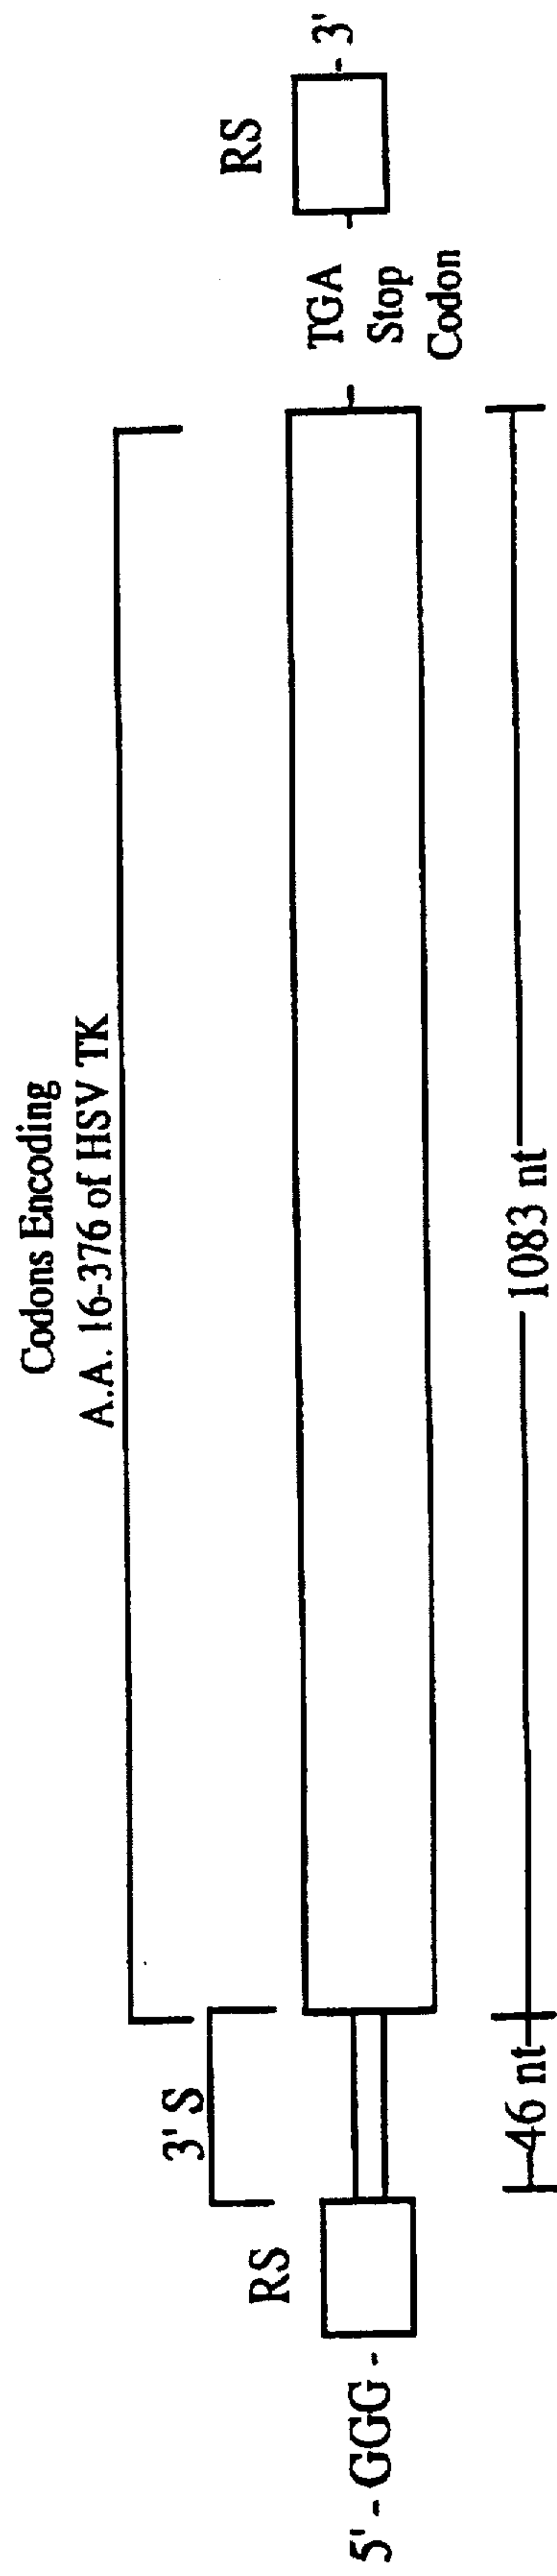 Codons Encoding
A.A. 16-376 of HSV TK
3' S
RS
RS
5' - GGG -
TGA
Stop
Codon
- 3'
46 nt
1083 nt